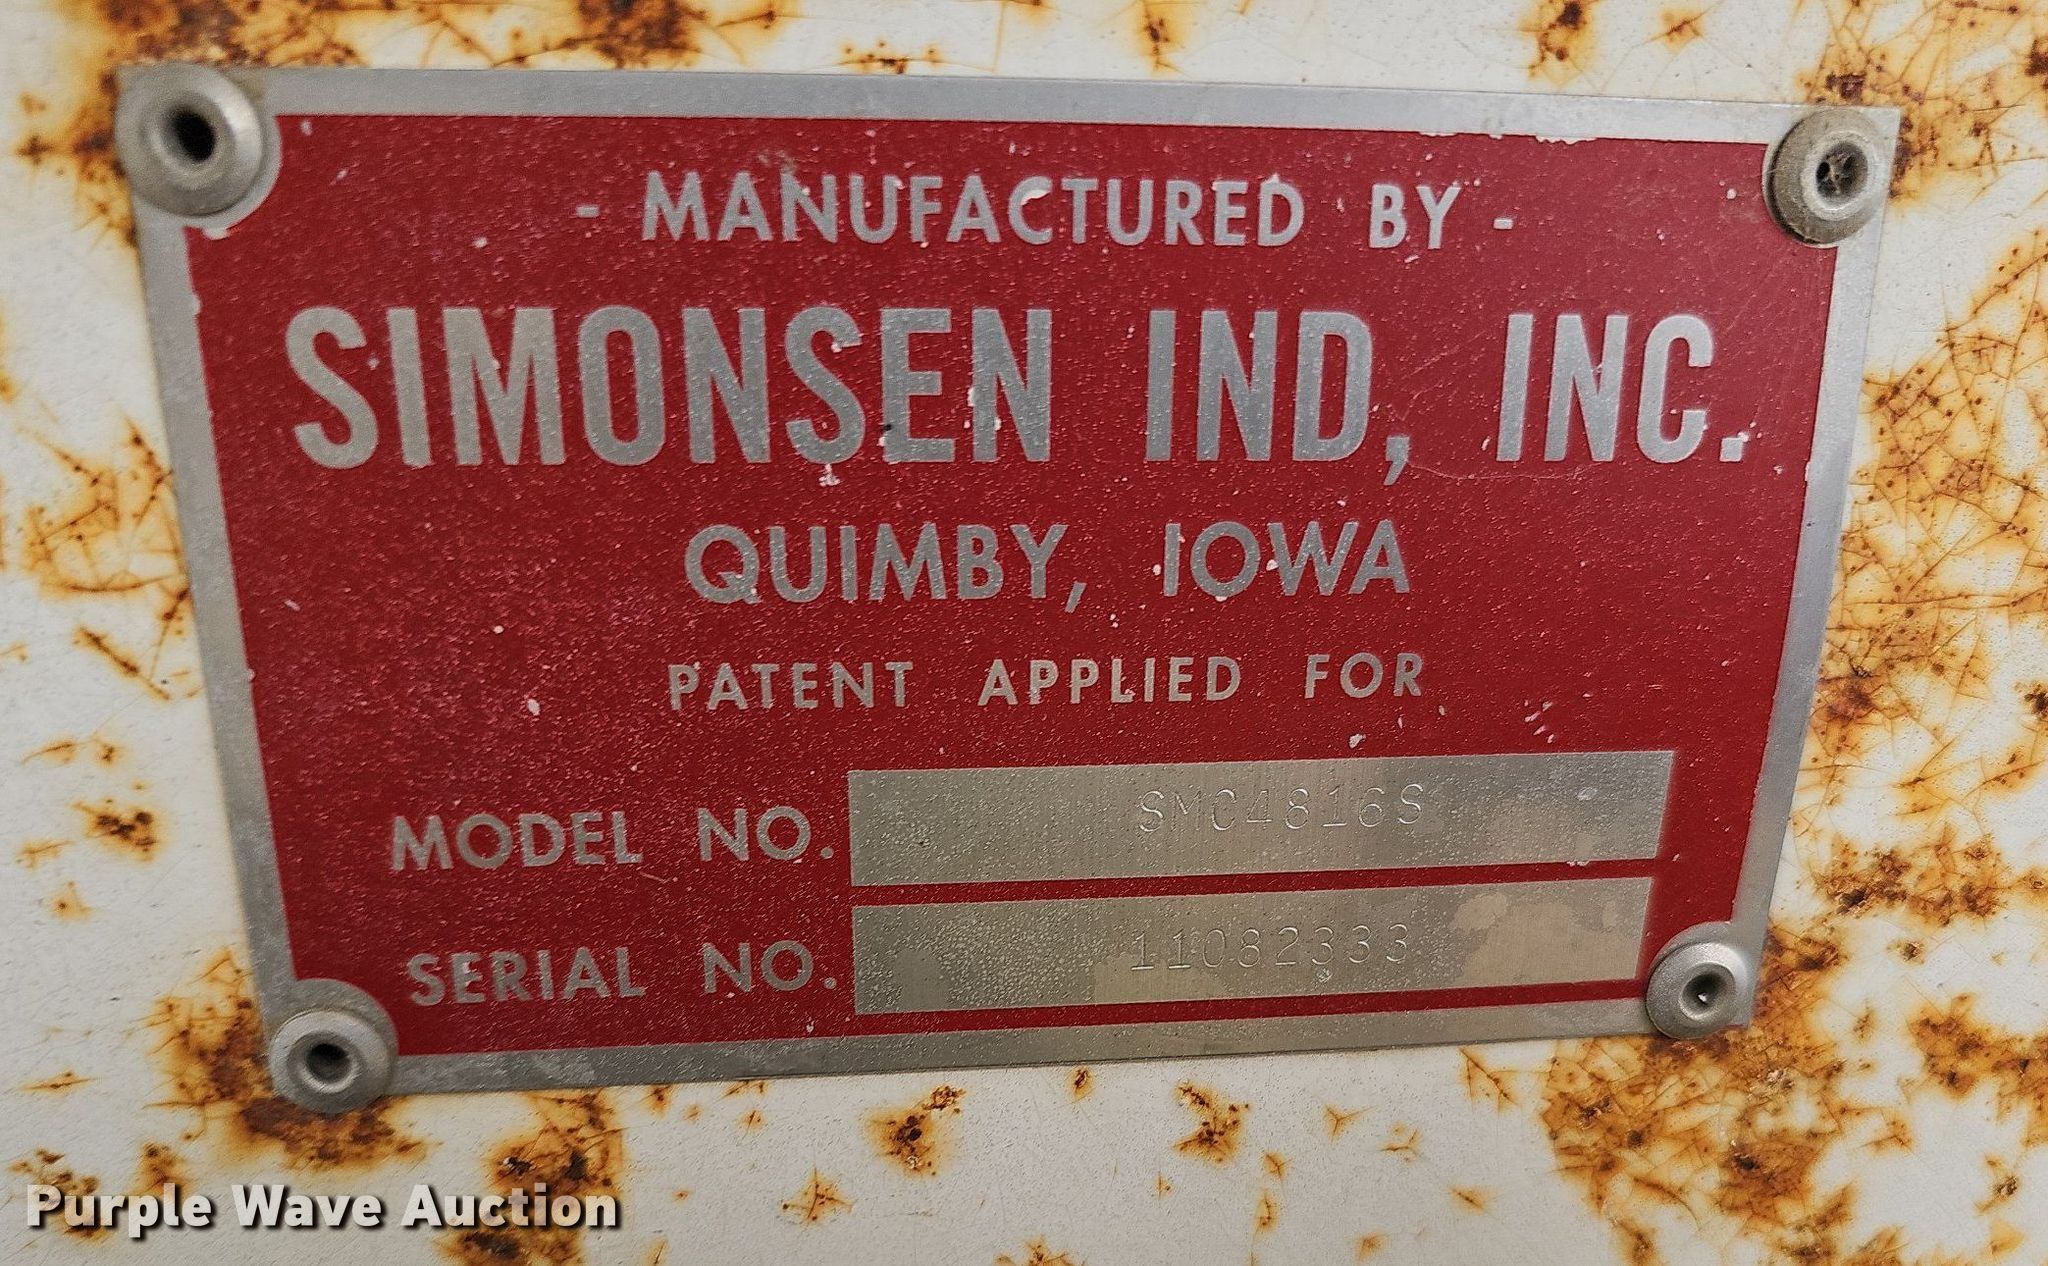 - MANUFACTURED BY -
SIMONSEN IND, INC.
QUIMBY, IOWA
PATENT APPLIED FOR
MODEL NO. SMC4816S
SERIAL NO. 11082333
Purple Wave Auction